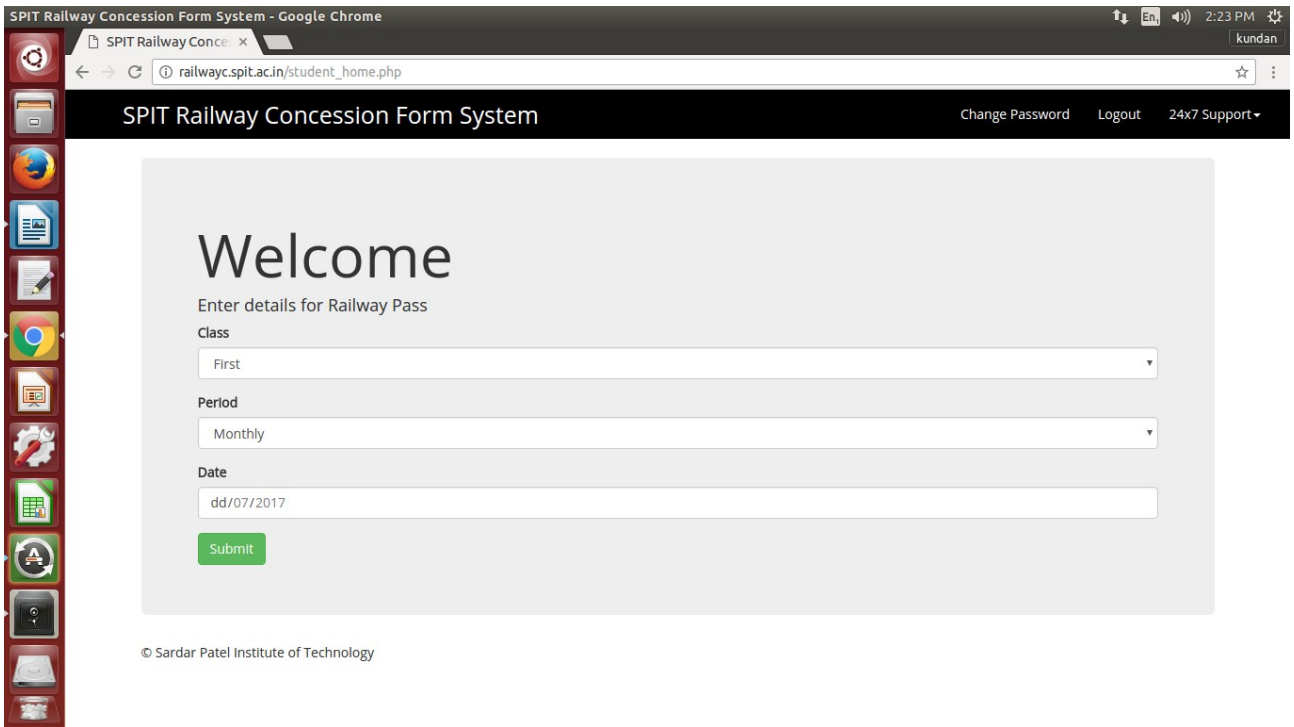 SPIT Railway Concession Form System - Google Chrome
En1 2:23 PM
SPIT Railway Conce
kundan
railwayc.spit.ac.in/student_home.php
SPIT Railway Concession Form System Change Password Logout 24x7 Support
Welcome
Enter details for Railway Pass
Class
First
Period
Monthly
Date
dd/07/2017
Submit
© Sardar Patel Institute of Technology